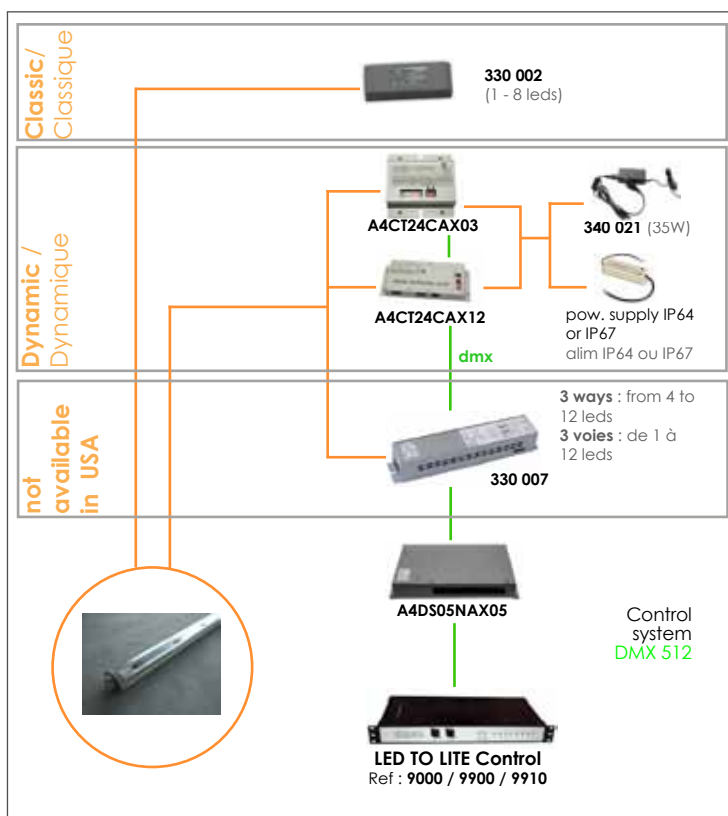 Classic/
Classique
330 002
(1 - 8 leds)
Dynamic /
Dynamique
A4CT24CAX03
340 021 (35W)
A4CT24CAX12
pow. supply IP64
or IP67
alim IP64 ou IP67
dmx
not
available
in USA
3 ways : from 4 to
12 leds
3 voies : de 1 à
12 leds
330 007
A4DS05NAX05
Control
system
DMX 512
LED TO LITE Control
Ref : 9000 / 9900 / 9910